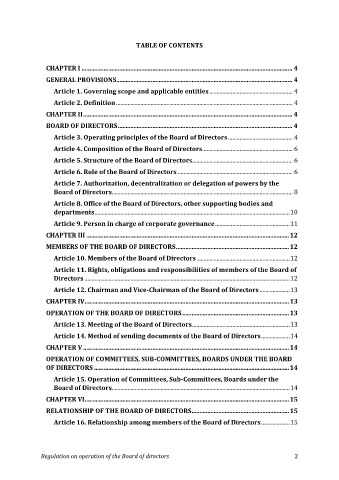 TABLE OF CONTENTS
CHAPTER I ........ 4
GENERAL PROVISIONS........ 4
Article 1. Governing scope and applicable entities ........ 4
Article 2. Definition ........ 4
CHAPTER II ........ 4
BOARD OF DIRECTORS ........ 4
Article 3. Operating principles of the Board of Directors ........ 4
Article 4. Composition of the Board of Directors ........ 6
Article 5. Structure of the Board of Directors ........ 6
Article 6. Role of the Board of Directors ........ 6
Article 7. Authorization, decentralization or delegation of powers by the
Board of Directors ........ 8
Article 8. Office of the Board of Directors, other supporting bodies and
departments ........ 10
Article 9. Person in charge of corporate governance ........ 11
CHAPTER III ........ 12
MEMBERS OF THE BOARD OF DIRECTORS ........ 12
Article 10. Members of the Board of Directors ........ 12
Article 11. Rights, obligations and responsibilities of members of the Board of
Directors ........ 12
Article 12. Chairman and Vice-Chairman of the Board of Directors ........ 13
CHAPTER IV ........ 13
OPERATION OF THE BOARD OF DIRECTORS ........ 13
Article 13. Meeting of the Board of Directors ........ 13
Article 14. Method of sending documents of the Board of Directors ........ 14
CHAPTER V ........ 14
OPERATION OF COMMITTEES, SUB-COMMITTEES, BOARDS UNDER THE BOARD
OF DIRECTORS ........ 14
Article 15. Operation of Committees, Sub-Committees, Boards under the
Board of Directors ........ 14
CHAPTER VI ........ 15
RELATIONSHIP OF THE BOARD OF DIRECTORS ........ 15
Article 16. Relationship among members of the Board of Directors ........ 15
Regulation on operation of the Board of directors 2